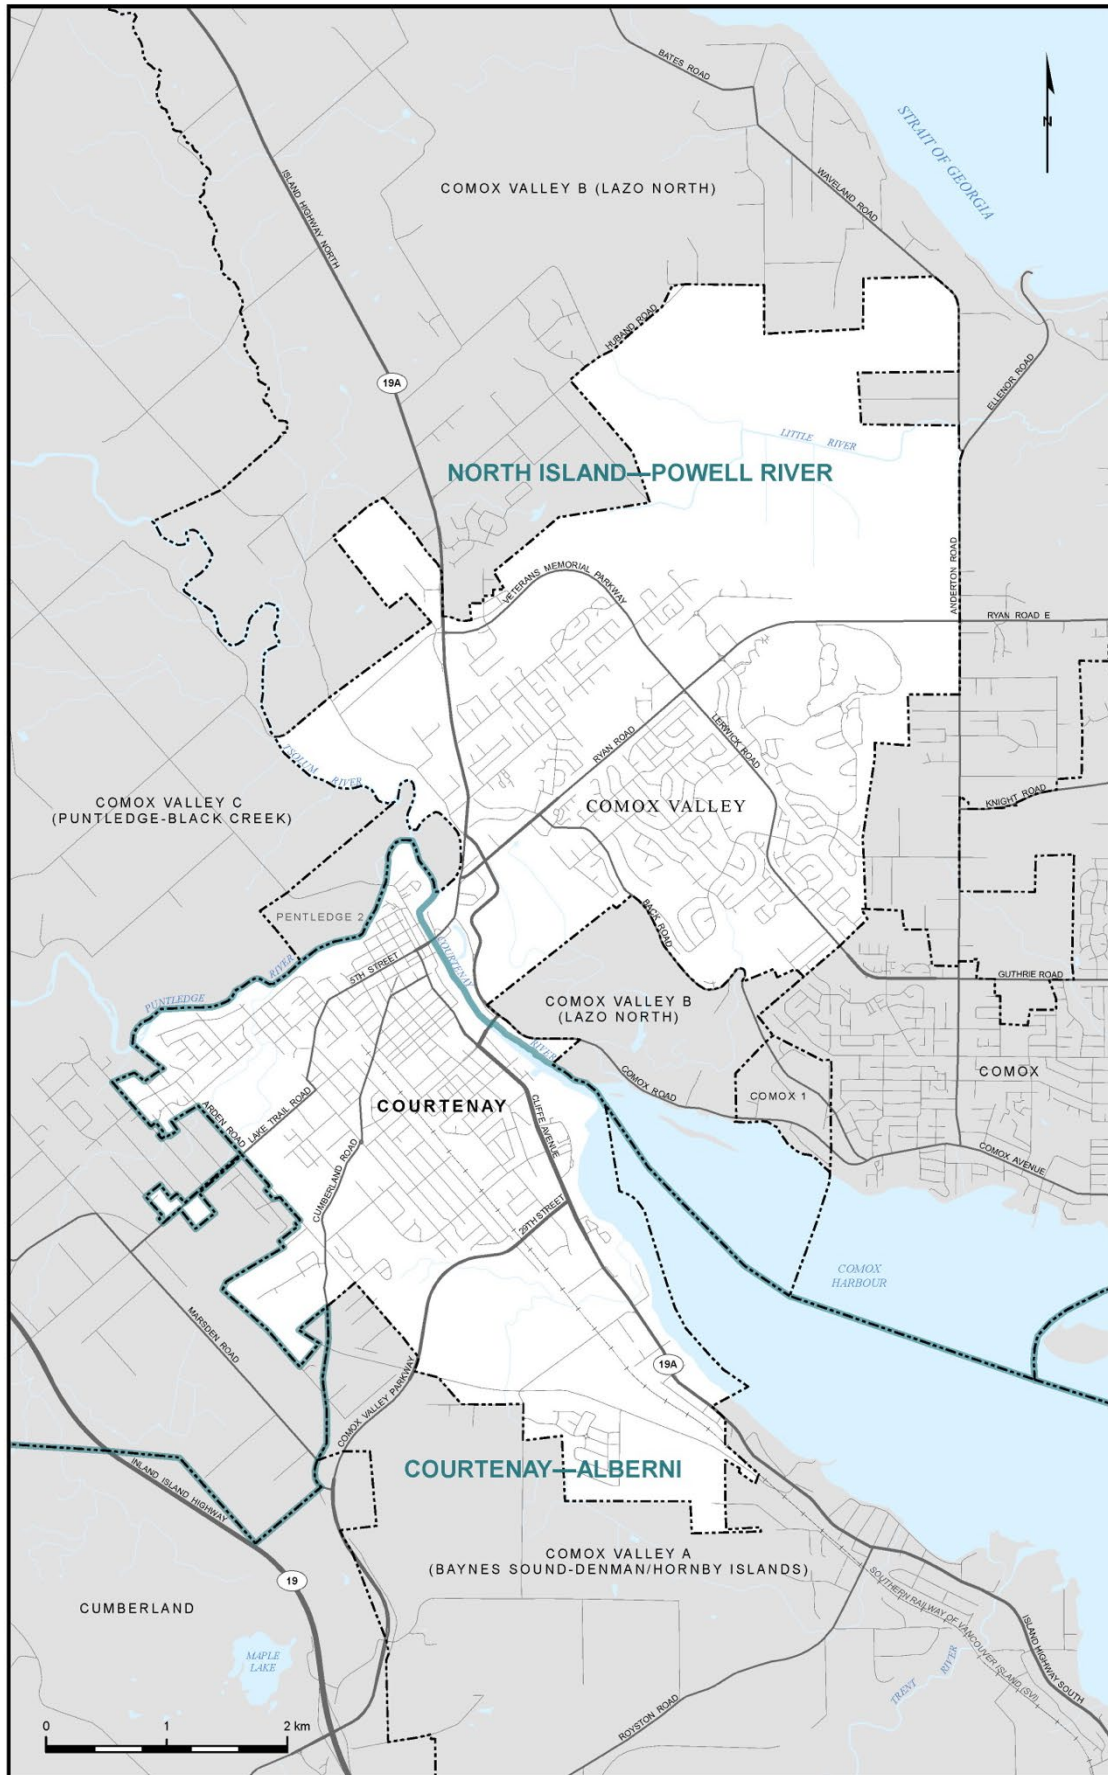 BATES ROAD
STRAIT OF GEORGIA
N
WAVELAND ROAD
COMOX VALLEY B (LAZO NORTH)
ISLAND HIGHWAY NORTH
HURAND ROAD
ELLENOR ROAD
19A
LITTLE RIVER
NORTH ISLAND—POWELL RIVER
VETERANS MEMORIAL PARKWAY
ANDERTON ROAD
RYAN ROAD E
TSOLUM RIVER
RYAN ROAD
LERWICK ROAD
COMOX VALLEY C
(PUNTLEDGE-BLACK CREEK)
COMOX VALLEY
KNIGHT ROAD
PENTLEDGE 2
BACK ROAD
5TH STREET
COURTENAY
RIVER
PUNTLEDGE RIVER
GUTHRIE ROAD
COMOX VALLEY B
(LAZO NORTH)
COMOX ROAD
COMOX 1
COMOX
ARDEN ROAD
LAKE TRAIL ROAD
COURTENAY
CLIFFE AVENUE
COMOX AVENUE
CUMBERLAND ROAD
29TH STREET
COMOX
HARBOUR
MARSDEN ROAD
COMOX VALLEY PARKWAY
19A
INLAND ISLAND HIGHWAY
COURTENAY—ALBERNI
COMOX VALLEY A
(BAYNES SOUND-DENMAN/HORNBY ISLANDS)
19
CUMBERLAND
SOUTHERN RAILWAY OF VANCOUVER ISLAND (SVI)
ISLAND HIGHWAY SOUTH
MAPLE
LAKE
TRENT RIVER
ROYSTON ROAD
0 1 2 km